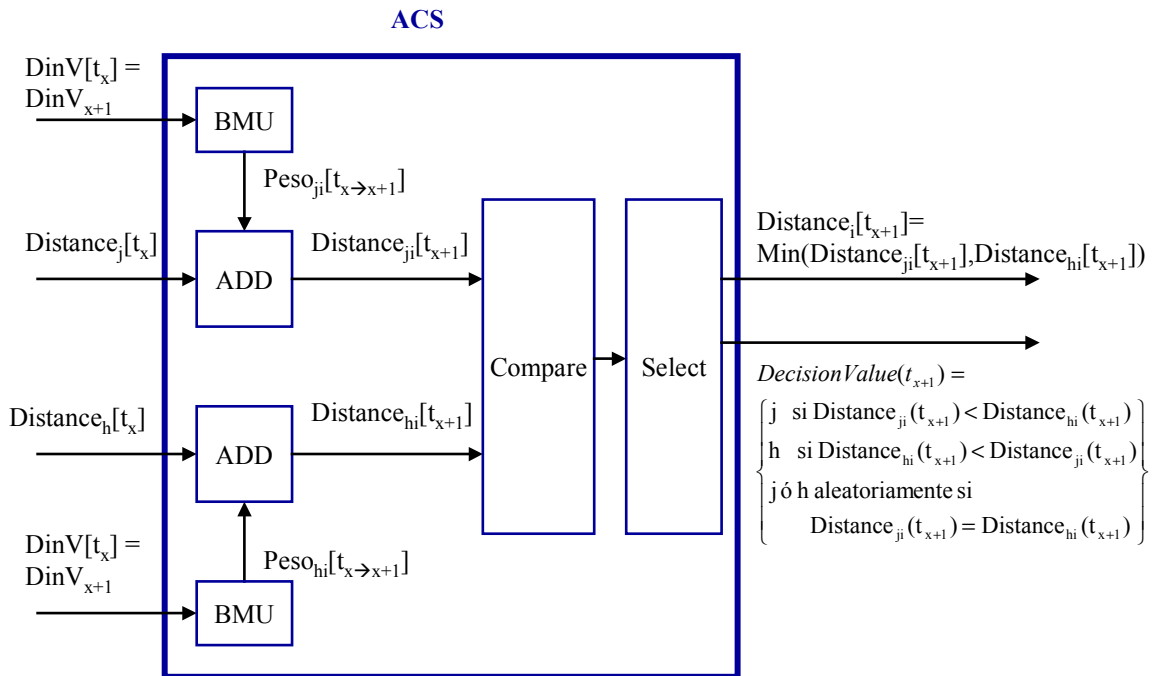 ACS
DinV[tₓ] =
DinVₓ₊₁
BMU
Pesoⱼᵢ[tₓ→ₓ₊₁]
Distanceⱼ[tₓ]
ADD
Distanceⱼᵢ[tₓ₊₁]
Compare
Select
Distanceᵢ[tₓ₊₁]=
Min(Distanceⱼᵢ[tₓ₊₁],Distanceₕᵢ[tₓ₊₁])
DecisionValue(tₓ₊₁) =
j si Distanceⱼᵢ(tₓ₊₁) < Distanceₕᵢ(tₓ₊₁)
h si Distanceₕᵢ(tₓ₊₁) < Distanceⱼᵢ(tₓ₊₁)
j ó h aleatoriamente si
Distanceⱼᵢ(tₓ₊₁) = Distanceₕᵢ(tₓ₊₁)
Distanceₕ[tₓ]
ADD
Distanceₕᵢ[tₓ₊₁]
DinV[tₓ] =
DinVₓ₊₁
Pesoₕᵢ[tₓ→ₓ₊₁]
BMU